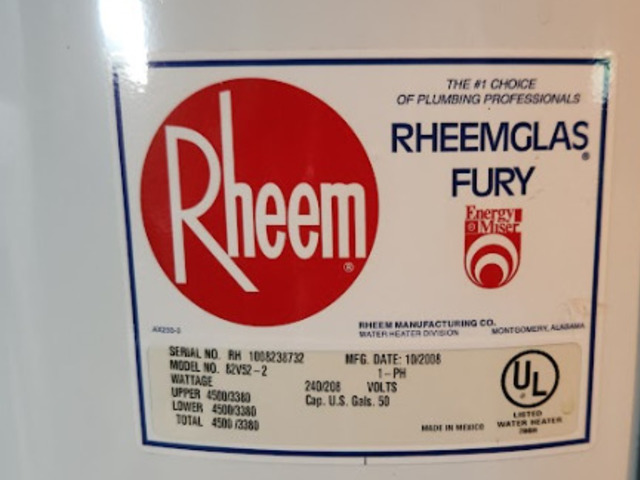 THE #1 CHOICE
OF PLUMBING PROFESSIONALS
Rheem®
RHEEMGLAS®
FURY
Energy
Miser
RHEEM MANUFACTURING CO.
WATER HEATER DIVISION MONTGOMERY, ALABAMA
SERIAL NO. RH 1008238732 MFG. DATE: 10/2008
MODEL NO. 82V52-2 1-PH
WATTAGE 240/208 VOLTS
UPPER 4500/3380 Cap. U.S. Gals. 50
LOWER 4500/3380
TOTAL 4500/3380
MADE IN MEXICO
UL
LISTED
WATER HEATER